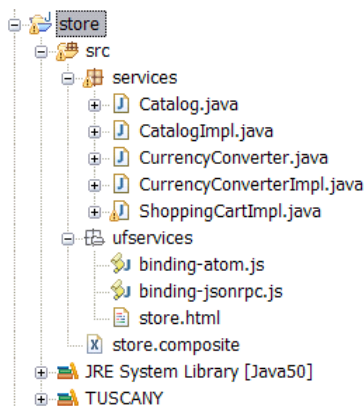 store
src
services
Catalog.java
CatalogImpl.java
CurrencyConverter.java
CurrencyConverterImpl.java
ShoppingCartImpl.java
ufservices
binding-atom.js
binding-jsonrpc.js
store.html
store.composite
JRE System Library [Java50]
TUSCANY